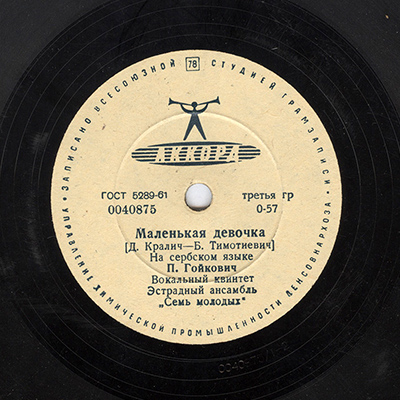 ЗАПИСАНО ВСЕСОЮЗНОЙ 78 СТУДИЕЙ ГРАМЗАПИСИ.
АККОРД
ГОСТ 5289-61 третья гр
0040875 0-57
Маленькая девочка
[Д. Кралич—Б. Тимотиевич]
На сербском языке
П. Гойкович
Вокальный квинтет
Эстрадный ансамбль
„Семь молодых"
УПРАВЛЕНИЕ ХИМИЧЕСКОЙ ПРОМЫШЛЕННОСТИ ЛЕНСОВНАРХОЗА.